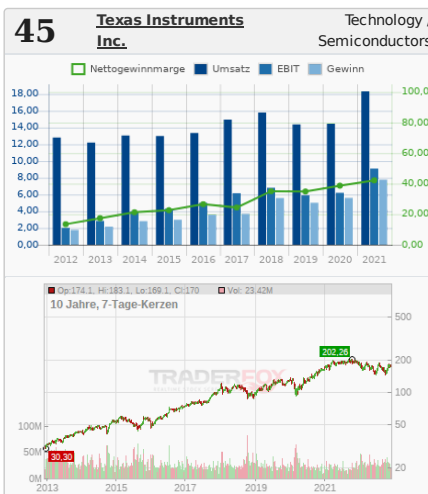 45
Texas Instruments
Inc.
Technology /
Semiconductors
Nettogewinnmarge Umsatz EBIT Gewinn
18,00
16,00
14,00
12,00
10,00
8,00
6,00
4,00
2,00
0,00
100,00
80,00
60,00
40,00
20,00
0,00
2012 2013 2014 2015 2016 2017 2018 2019 2020 2021
Op:174.1, Hi:183.1, Lo:169.1, Cl:170 Vol: 23.42M
10 Jahre, 7-Tage-Kerzen
500
202,26
200
TRADERFOX
100
100M
50
50M
30,30
20
0M
2013 2015 2017 2019 2021